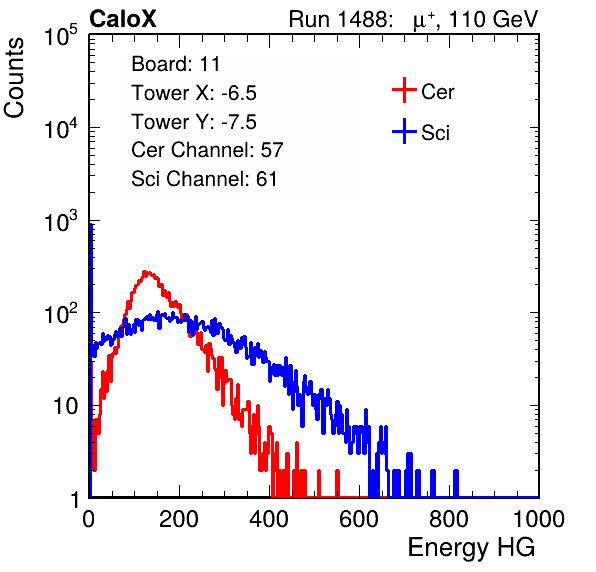 CaloX Run 1488: μ⁺, 110 GeV
Board: 11
Tower X: -6.5
Tower Y: -7.5
Cer Channel: 57
Sci Channel: 61
Cer
Sci
Counts
10⁵
10⁴
10³
10²
10
1
0 200 400 600 800 1000
Energy HG